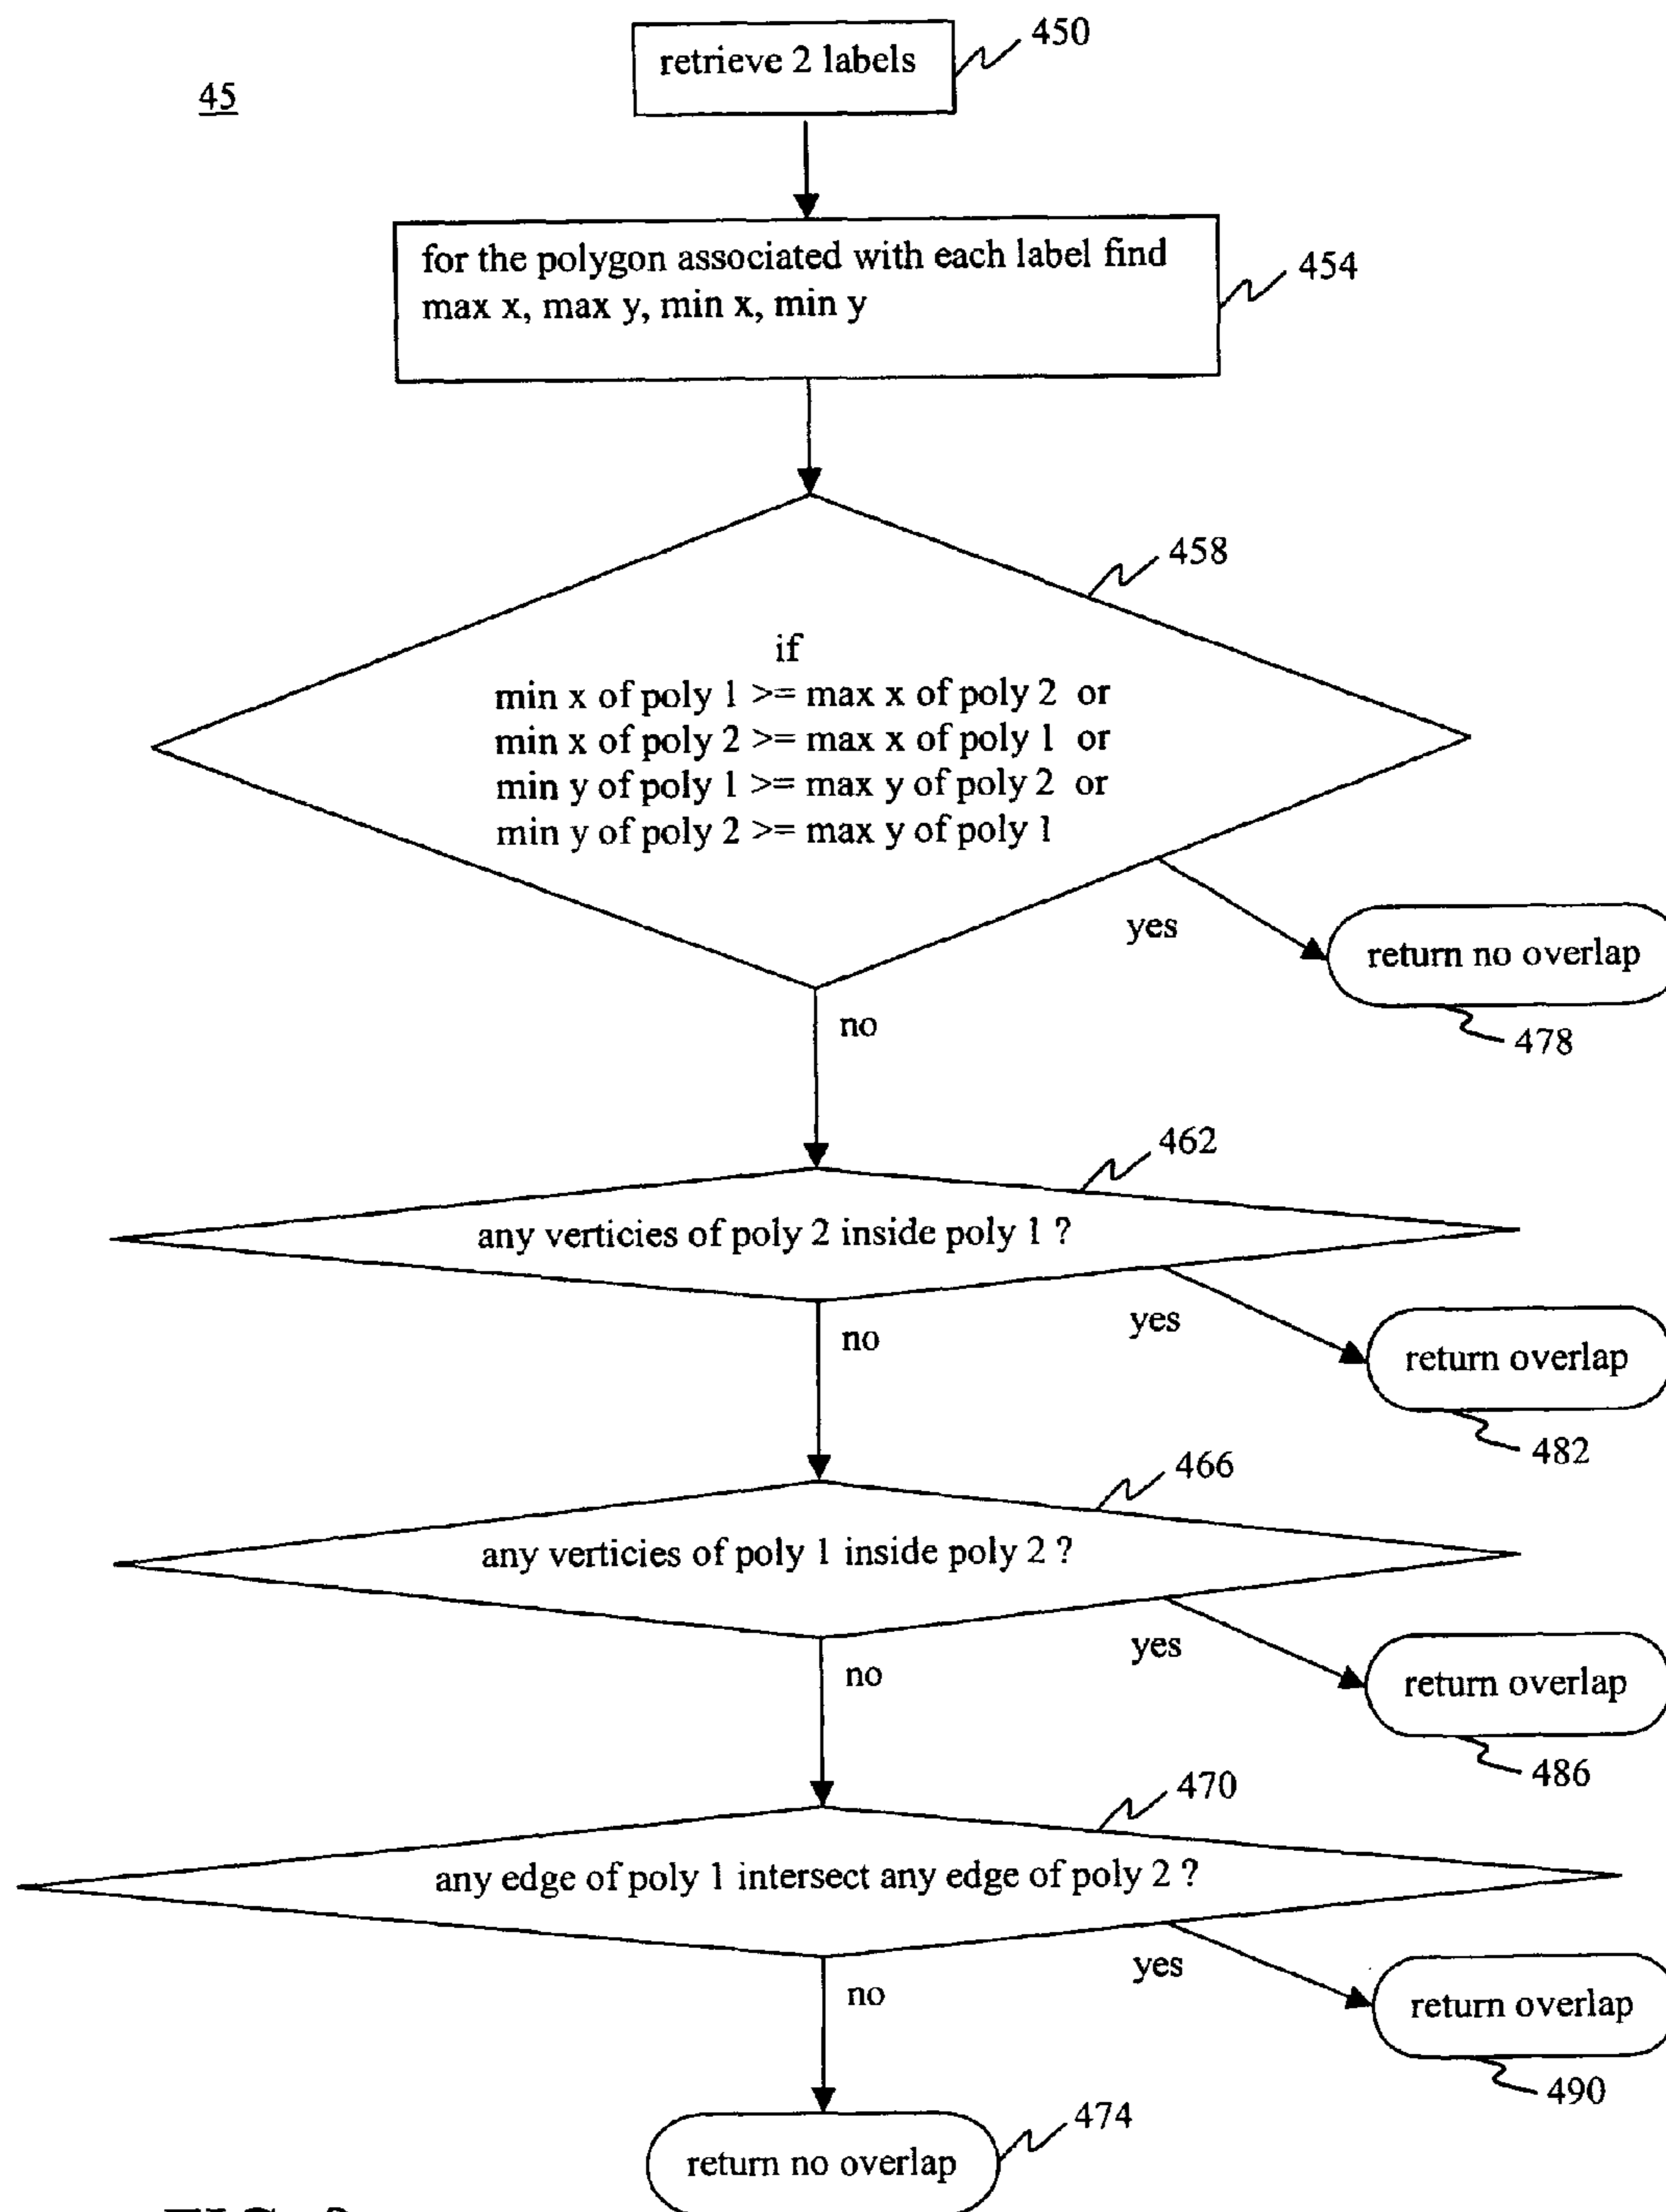 45
retrieve 2 labels
450
for the polygon associated with each label find
max x, max y, min x, min y
454
458
if
min x of poly 1 >= max x of poly 2 or
min x of poly 2 >= max x of poly 1 or
min y of poly 1 >= max y of poly 2 or
min y of poly 2 >= max y of poly 1
yes
return no overlap
478
no
462
any verticies of poly 2 inside poly 1 ?
yes
return overlap
482
no
466
any verticies of poly 1 inside poly 2 ?
yes
return overlap
486
no
470
any edge of poly 1 intersect any edge of poly 2 ?
yes
return overlap
490
no
474
return no overlap